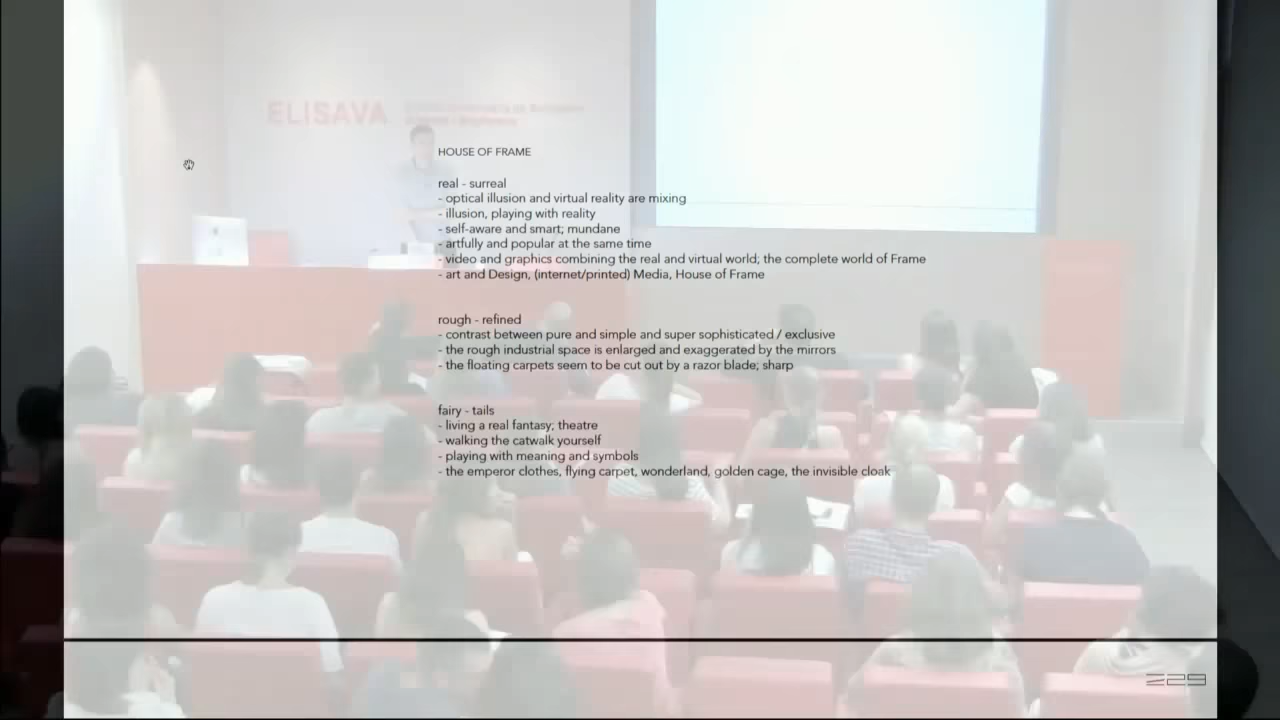 ELISAVA
HOUSE OF FRAME
real - surreal
- optical illusion and virtual reality are mixing
- illusion, playing with reality
- self-aware and smart; mundane
- artfully and popular at the same time
- video and graphics combining the real and virtual world; the complete world of Frame
- art and Design, (internet/printed) Media, House of Frame
rough - refined
- contrast between pure and simple and super sophisticated / exclusive
- the rough industrial space is enlarged and exaggerated by the mirrors
- the floating carpets seem to be cut out by a razor blade; sharp
fairy - tails
- living a real fantasy; theatre
- walking the catwalk yourself
- playing with meaning and symbols
- the emperor clothes, flying carpet, wonderland, golden cage, the invisible cloak